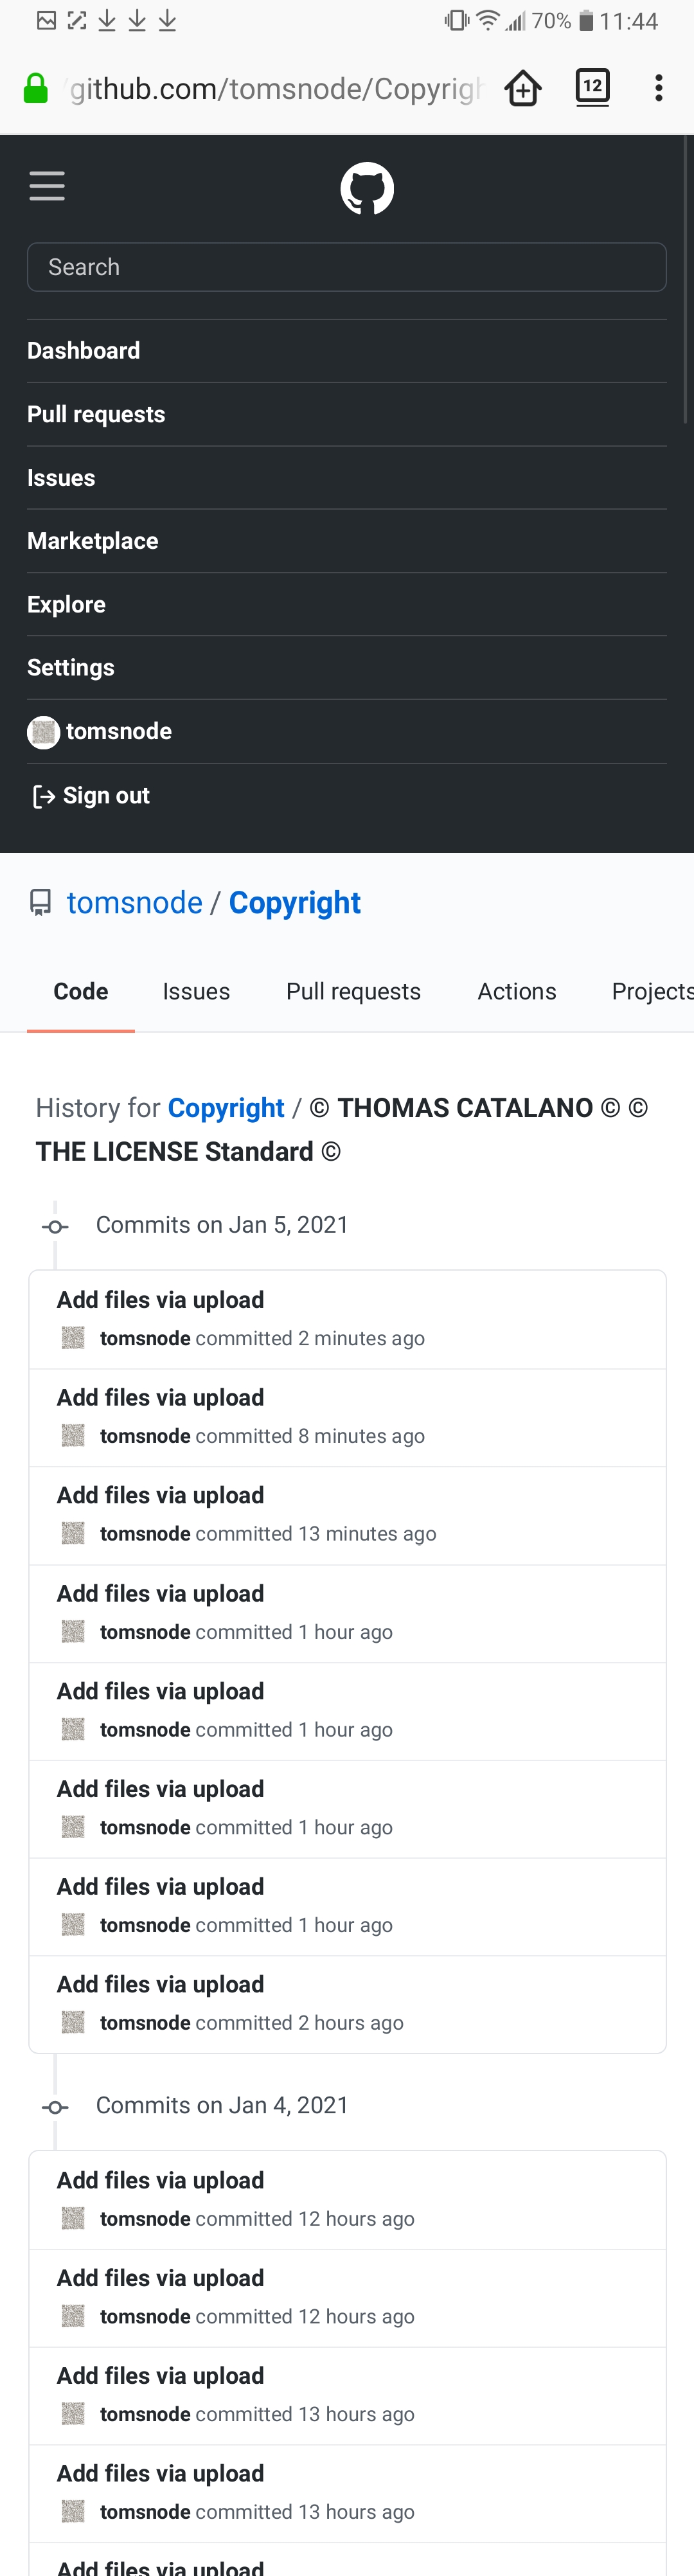 70% 11:44
github.com/tomsnode/Copyrigh
12
Search
Dashboard
Pull requests
Issues
Marketplace
Explore
Settings
tomsnode
Sign out
tomsnode / Copyright
Code Issues Pull requests Actions Projects
History for Copyright / © THOMAS CATALANO © ©
THE LICENSE Standard ©
Commits on Jan 5, 2021
Add files via upload
tomsnode committed 2 minutes ago
Add files via upload
tomsnode committed 8 minutes ago
Add files via upload
tomsnode committed 13 minutes ago
Add files via upload
tomsnode committed 1 hour ago
Add files via upload
tomsnode committed 1 hour ago
Add files via upload
tomsnode committed 1 hour ago
Add files via upload
tomsnode committed 1 hour ago
Add files via upload
tomsnode committed 2 hours ago
Commits on Jan 4, 2021
Add files via upload
tomsnode committed 12 hours ago
Add files via upload
tomsnode committed 12 hours ago
Add files via upload
tomsnode committed 13 hours ago
Add files via upload
tomsnode committed 13 hours ago
Add files via upload